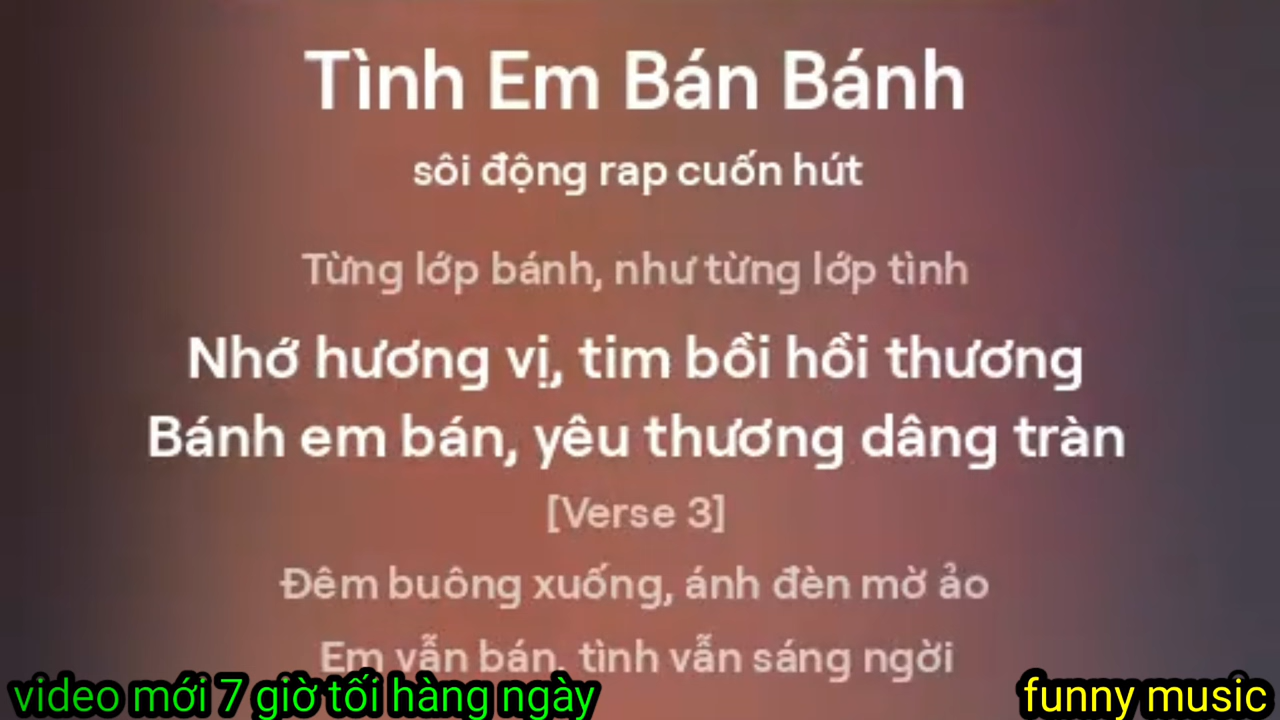 Tình Em Bán Bánh
sôi động rap cuốn hút
Từng lớp bánh, như từng lớp tình
Nhớ hương vị, tim bồi hồi thương
Bánh em bán, yêu thương dâng tràn
[Verse 3]
Đêm buông xuống, ánh đèn mờ ảo
Em vẫn bán, tình vẫn sáng ngời
video mới 7 giờ tối hàng ngày
funny music